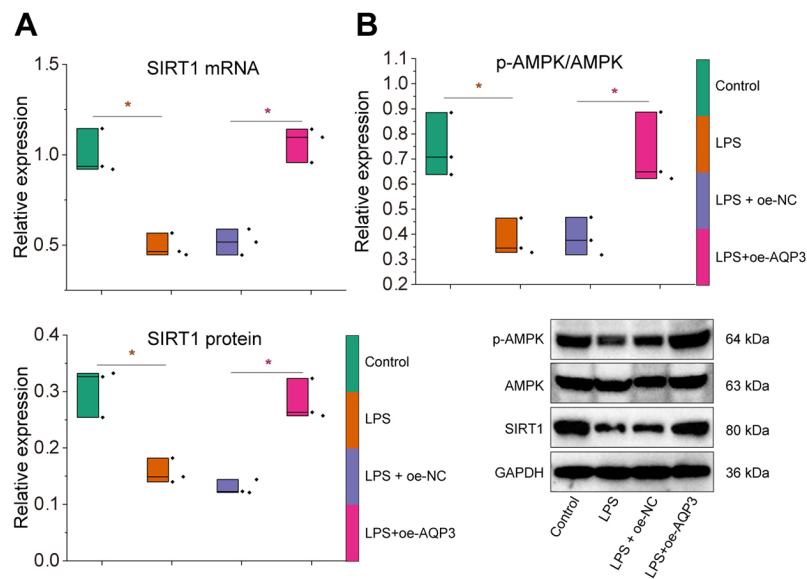 A
B
SIRT1 mRNA
Relative expression
1.5
1.0
0.5
*
*
p-AMPK/AMPK
Relative expression
1.1
1.0
0.9
0.8
0.7
0.6
0.5
0.4
0.3
0.2
*
*
Control
LPS
LPS + oe-NC
LPS+oe-AQP3
SIRT1 protein
Relative expression
0.4
0.3
0.2
0.1
0.0
*
*
Control
LPS
LPS + oe-NC
LPS+oe-AQP3
p-AMPK 64 kDa
AMPK 63 kDa
SIRT1 80 kDa
GAPDH 36 kDa
Control
LPS
LPS + oe-NC
LPS+oe-AQP3